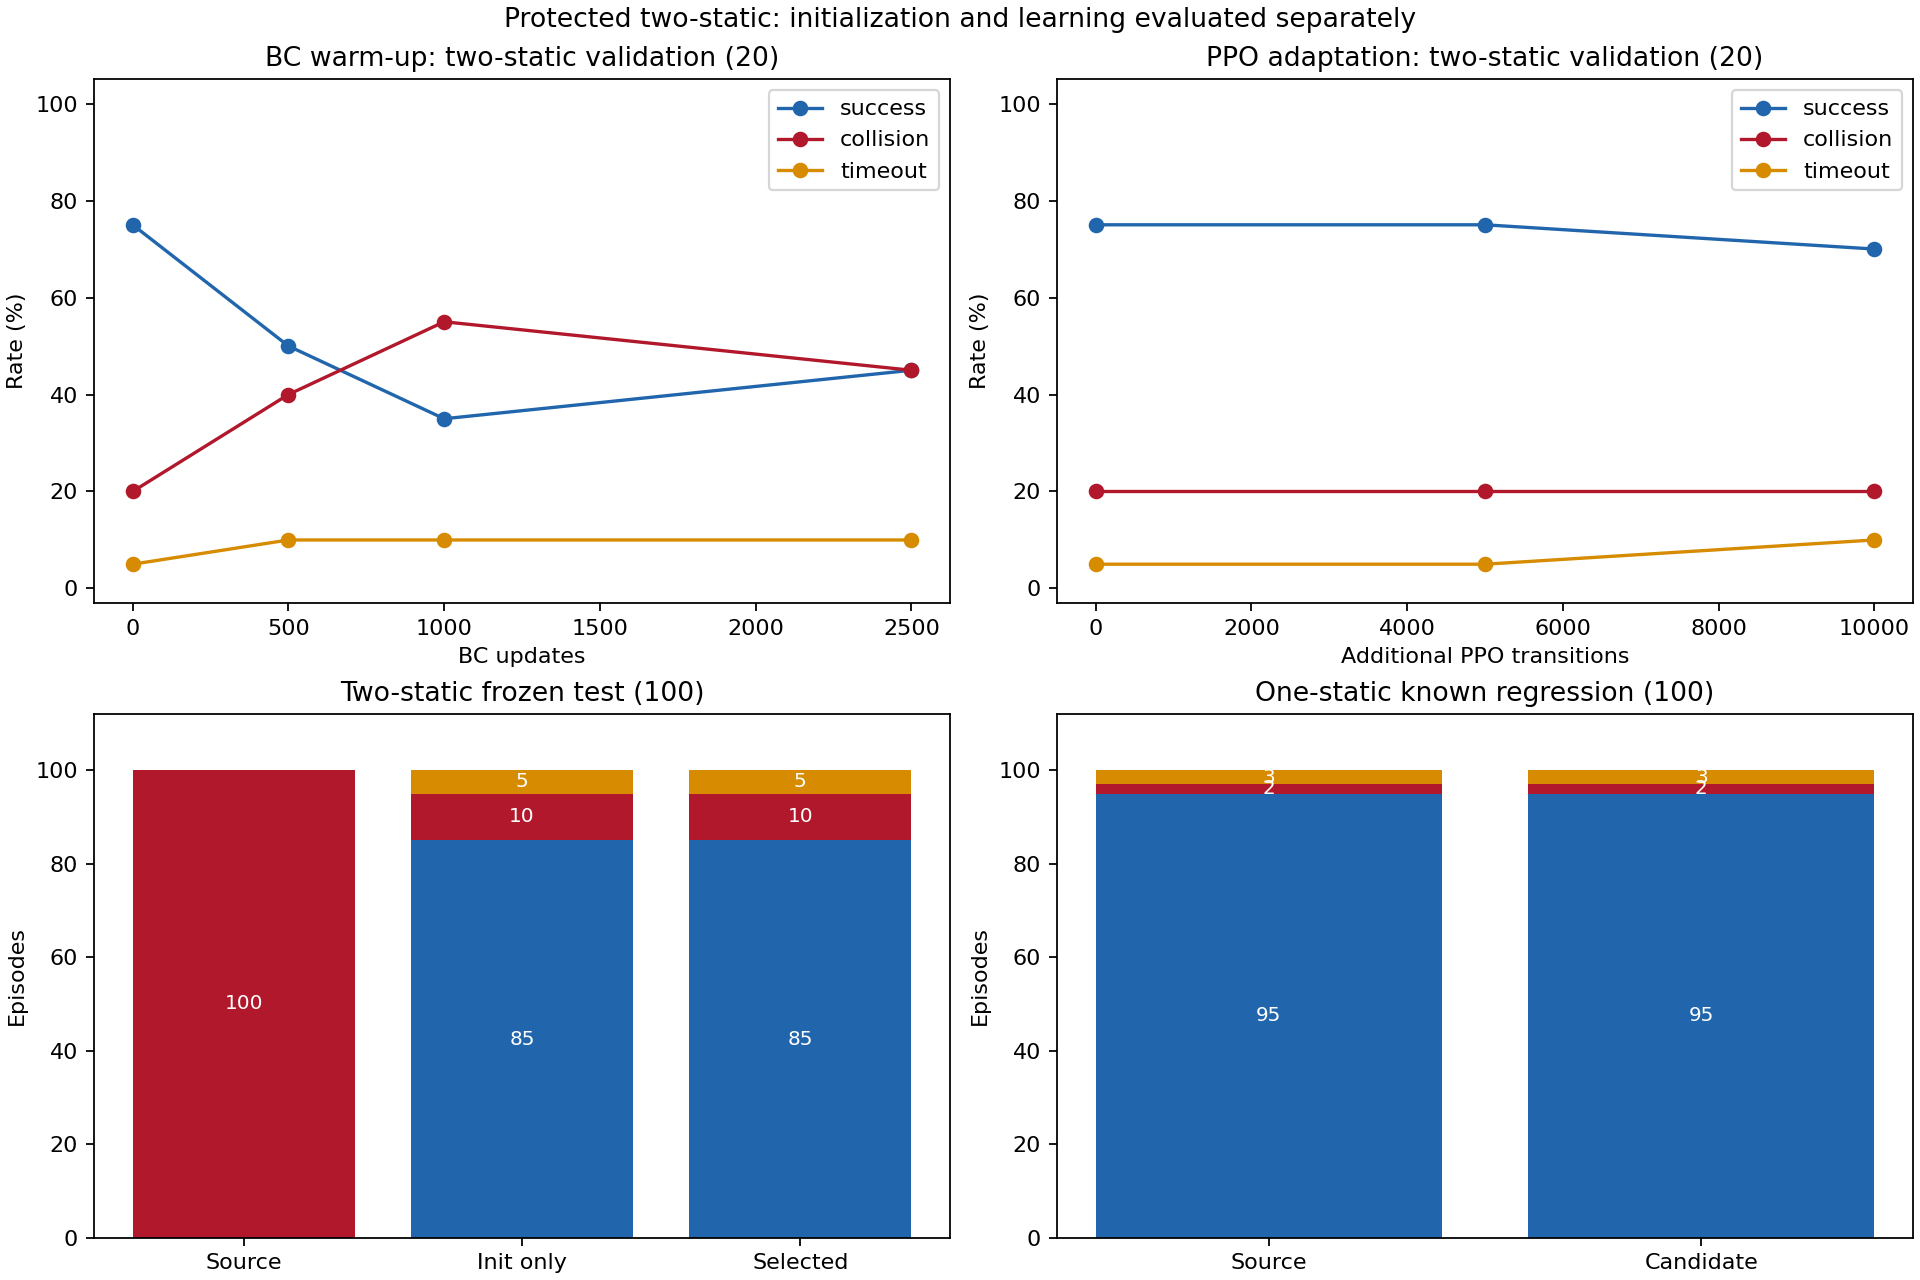 Protected two-static: initialization and learning evaluated separately
BC warm-up: two-static validation (20)
100
80
60
40
20
0
Rate (%)
success
collision
timeout
0 500 1000 1500 2000 2500
BC updates
PPO adaptation: two-static validation (20)
100
80
60
40
20
0
Rate (%)
success
collision
timeout
0 2000 4000 6000 8000 10000
Additional PPO transitions
Two-static frozen test (100)
100
80
60
40
20
0
Episodes
100
5
10
85
5
10
85
Source Init only Selected
One-static known regression (100)
100
80
60
40
20
0
Episodes
3
2
95
3
2
95
Source Candidate